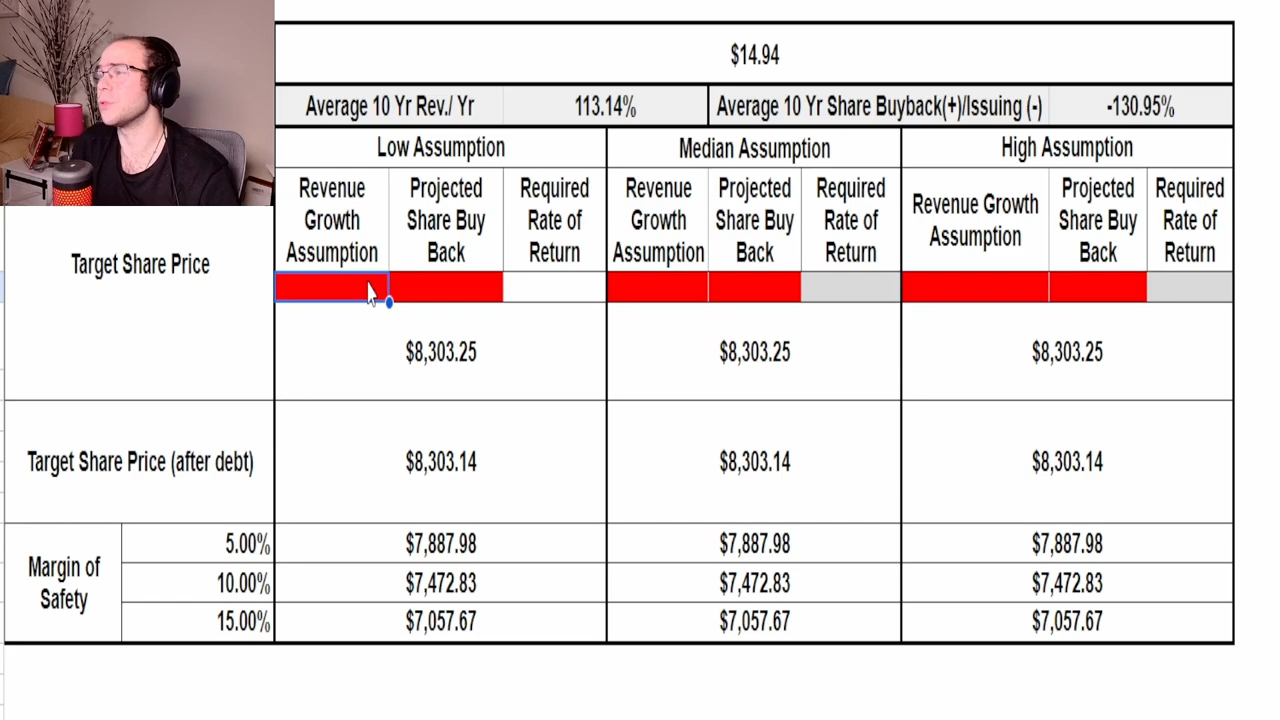 $14.94
Average 10 Yr Rev./ Yr 113.14% Average 10 Yr Share Buyback(+)/Issuing (-) -130.95%
Low Assumption Median Assumption High Assumption
Target Share Price
Revenue Growth Assumption
Projected Share Buy Back
Required Rate of Return
Revenue Growth Assumption
Projected Share Buy Back
Required Rate of Return
Revenue Growth Assumption
Projected Share Buy Back
Required Rate of Return
$8,303.25 $8,303.25 $8,303.25
Target Share Price (after debt) $8,303.14 $8,303.14 $8,303.14
Margin of Safety
5.00% $7,887.98 $7,887.98 $7,887.98
10.00% $7,472.83 $7,472.83 $7,472.83
15.00% $7,057.67 $7,057.67 $7,057.67